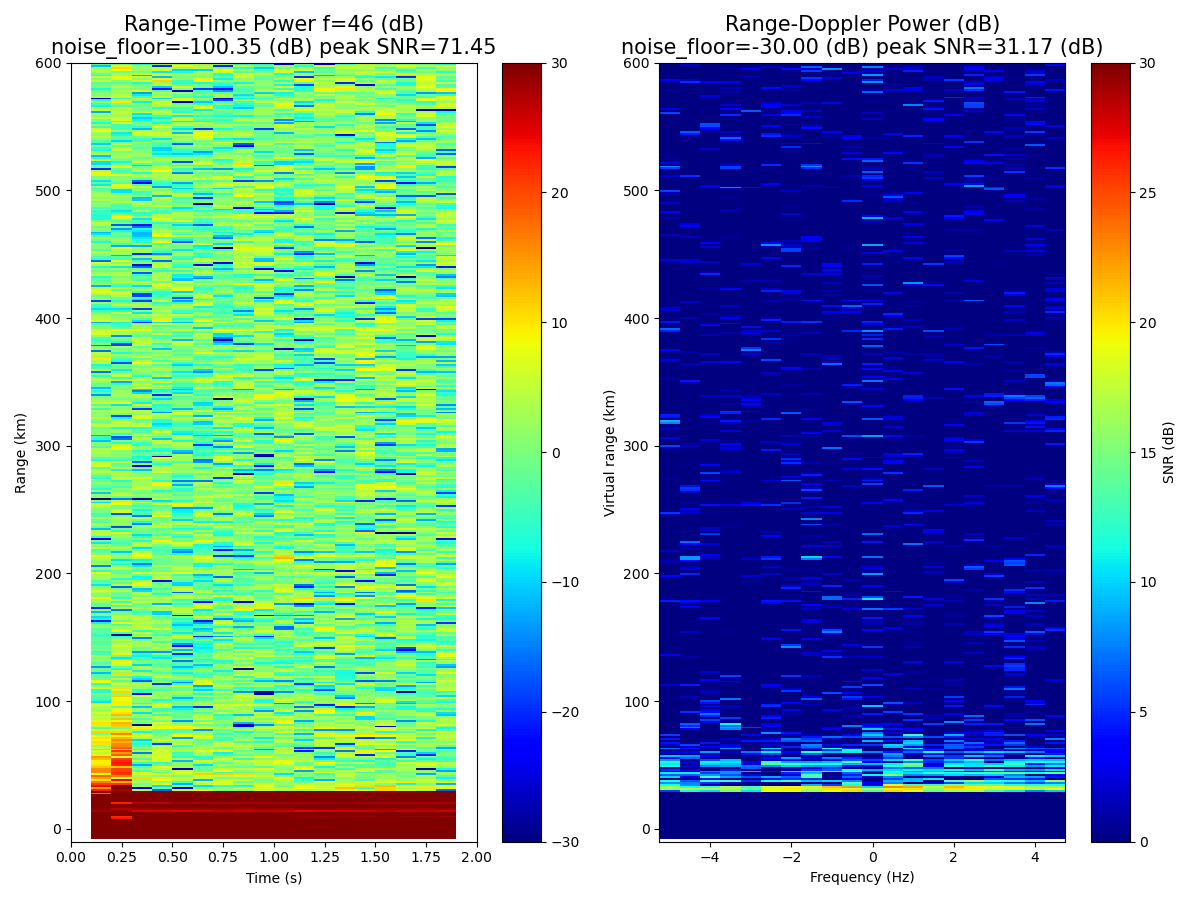 Range-Time Power f=46 (dB)
noise_floor=-100.35 (dB) peak SNR=71.45
Range (km)
600
500
400
300
200
100
0
0.00 0.25 0.50 0.75 1.00 1.25 1.50 1.75 2.00
Time (s)
30
20
10
0
−10
−20
−30
Range-Doppler Power (dB)
noise_floor=-30.00 (dB) peak SNR=31.17 (dB)
Virtual range (km)
600
500
400
300
200
100
0
−4 −2 0 2 4
Frequency (Hz)
30
25
20
15
10
5
0
SNR (dB)